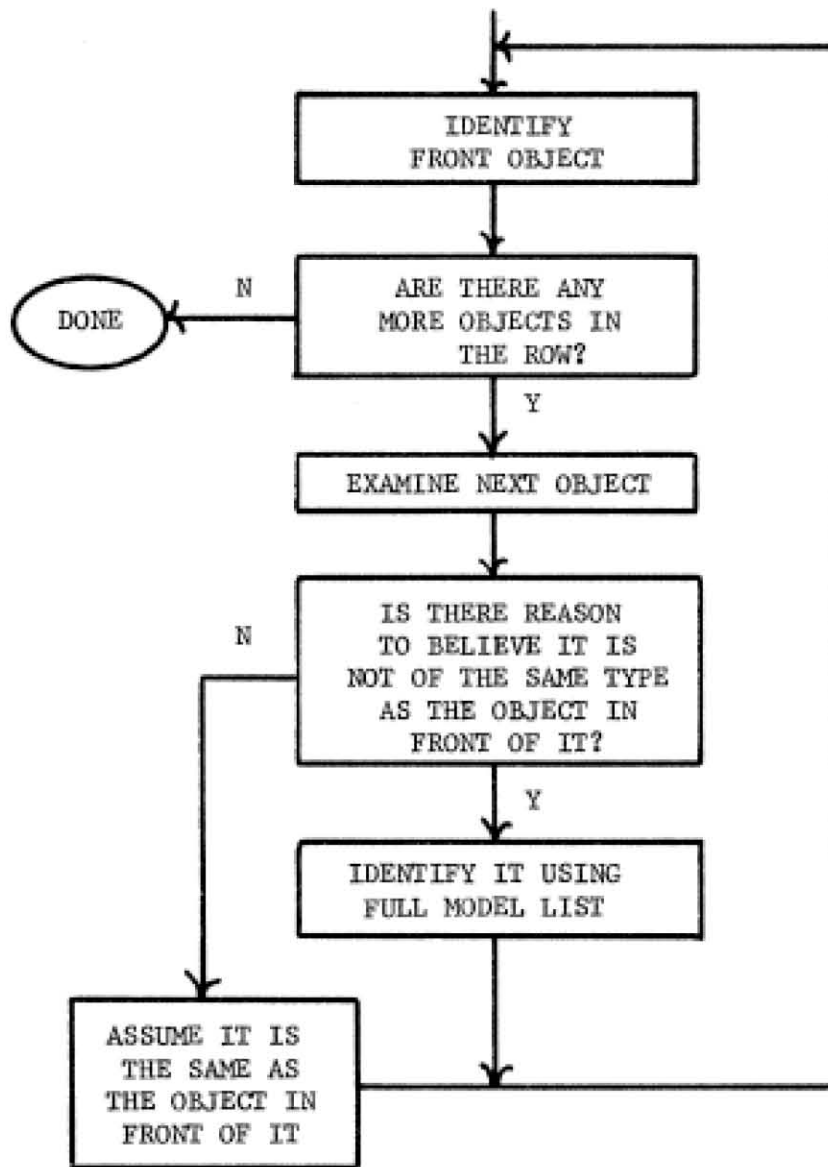 IDENTIFY
FRONT OBJECT
N
ARE THERE ANY
MORE OBJECTS IN
THE ROW?
DONE
Y
EXAMINE NEXT OBJECT
N
IS THERE REASON
TO BELIEVE IT IS
NOT OF THE SAME TYPE
AS THE OBJECT IN
FRONT OF IT?
Y
IDENTIFY IT USING
FULL MODEL LIST
ASSUME IT IS
THE SAME AS
THE OBJECT IN
FRONT OF IT